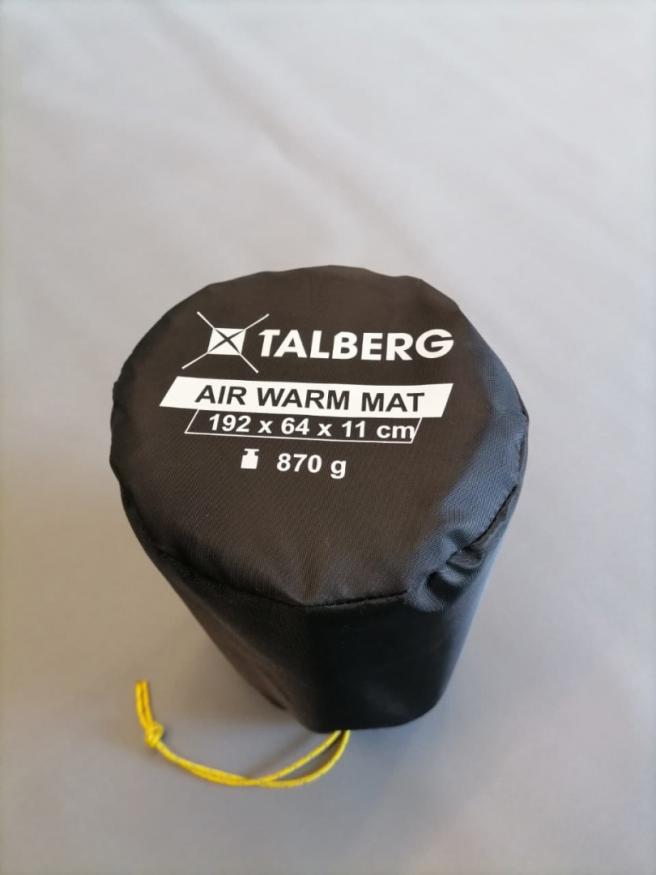 TALBERG
AIR WARM MAT
192 x 64 x 11 cm
870 g